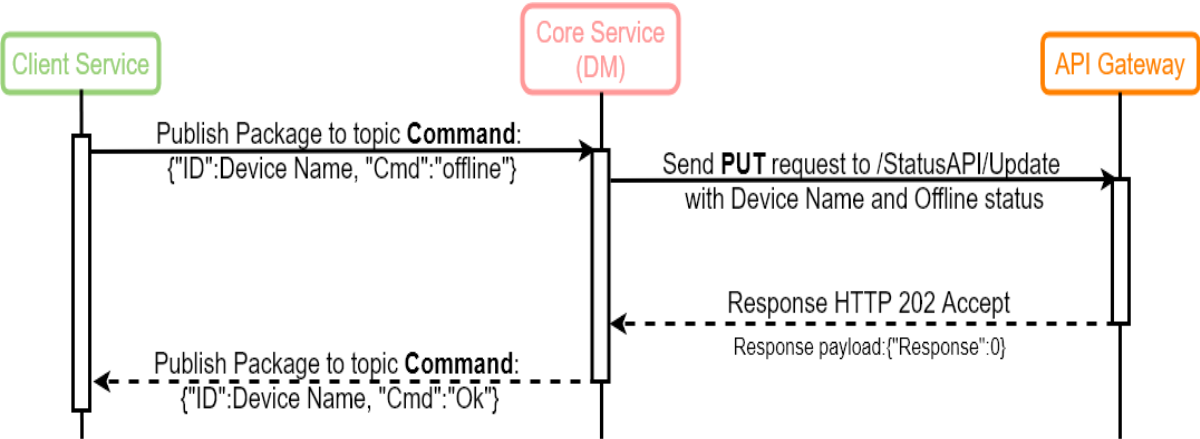 Client Service
Core Service
(DM)
API Gateway
Publish Package to topic Command:
{"ID":Device Name, "Cmd":"offline"}
Send PUT request to /StatusAPI/Update
with Device Name and Offline status
Response HTTP 202 Accept
Response payload:{"Response":0}
Publish Package to topic Command:
{"ID":Device Name, "Cmd":"Ok"}